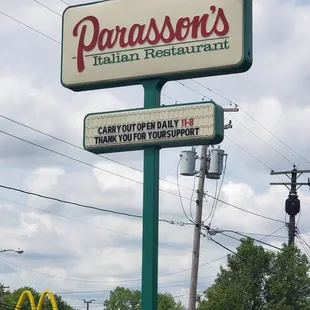 Parasson's
Italian Restaurant
CARRY OUT OPEN DAILY 11-8
THANK YOU FOR YOUR SUPPORT